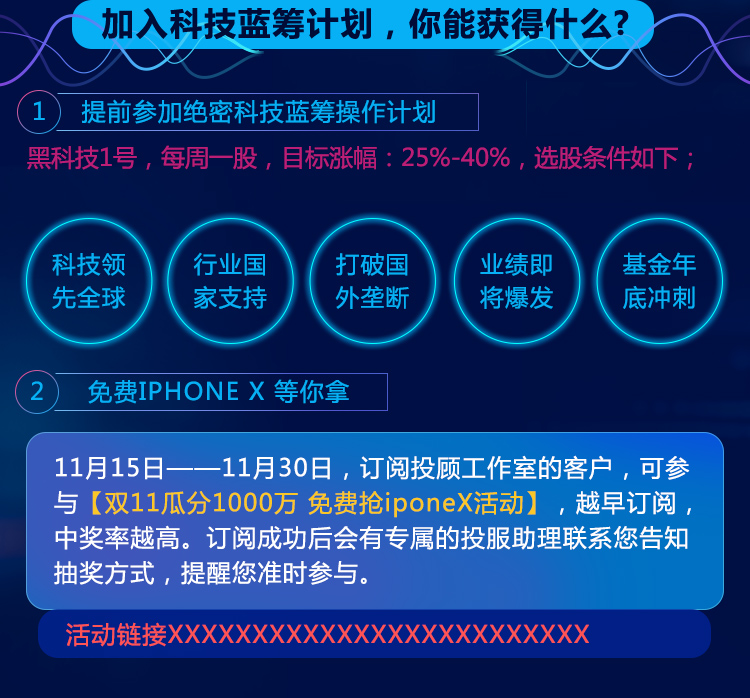 加入科技蓝筹计划，你能获得什么?
1 提前参加绝密科技蓝筹操作计划
黑科技1号，每周一股，目标涨幅：25%-40%，选股条件如下；
科技领 行业国 打破国 业绩即 基金年
先全球 家支持 外垄断 将爆发 底冲刺
2 免费IPHONE X 等你拿
11月15日——11月30日，订阅投顾工作室的客户，可参
与【双11瓜分1000万 免费抢iponeX活动】，越早订阅，
中奖率越高。订阅成功后会有专属的投服助理联系您告知
抽奖方式，提醒您准时参与。
活动链接XXXXXXXXXXXXXXXXXXXXXXXXXX